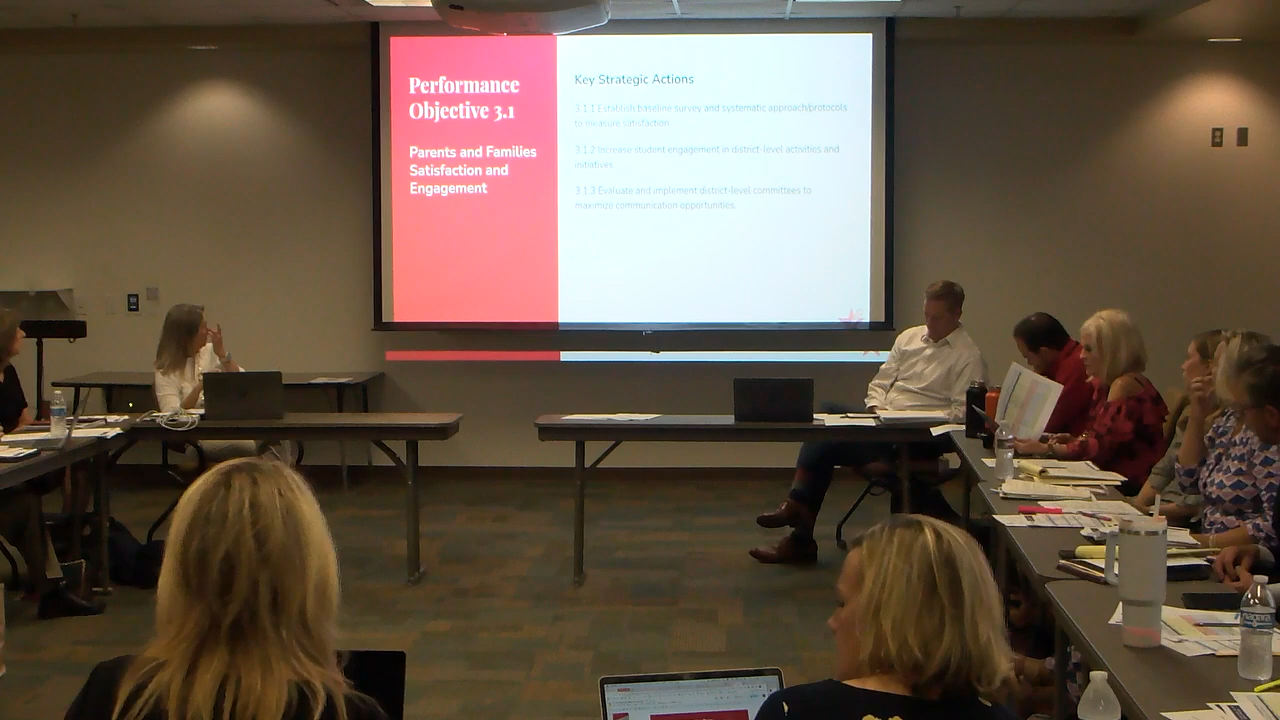 Performance
Objective 3.1
Parents and Families
Satisfaction and
Engagement
Key Strategic Actions
3.1.1 Establish baseline survey and systematic approach/protocols
to measure satisfaction.
3.1.2 Increase student engagement in district-level activities and
initiatives.
3.1.3 Evaluate and implement district-level committees to
maximize communication opportunities.